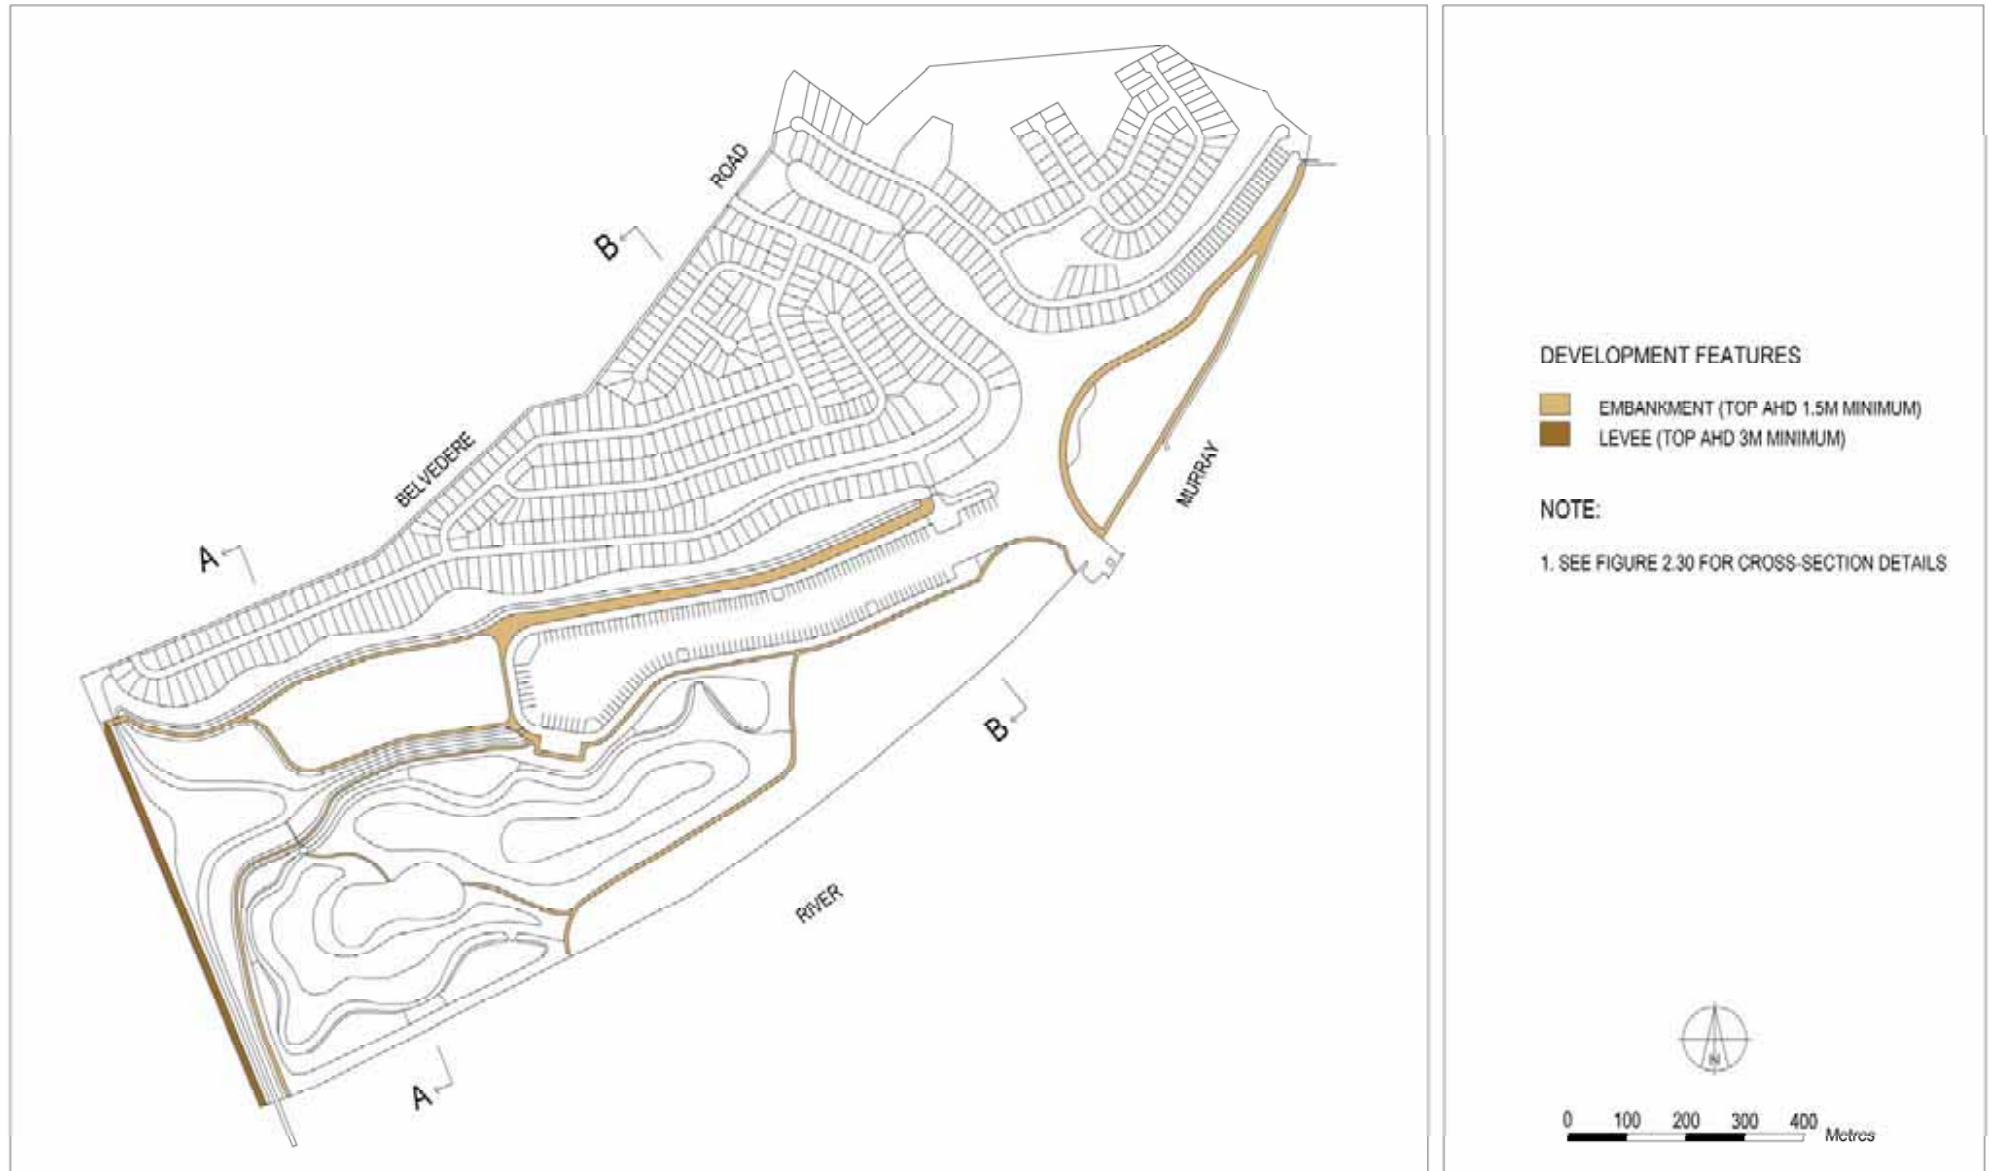 ROAD
B
BELVEDERE
A
MURRAY
B
RIVER
A
DEVELOPMENT FEATURES
EMBANKMENT (TOP AHD 1.5M MINIMUM)
LEVEE (TOP AHD 3M MINIMUM)
NOTE:
1. SEE FIGURE 2.30 FOR CROSS-SECTION DETAILS
N
0 100 200 300 400 Metres